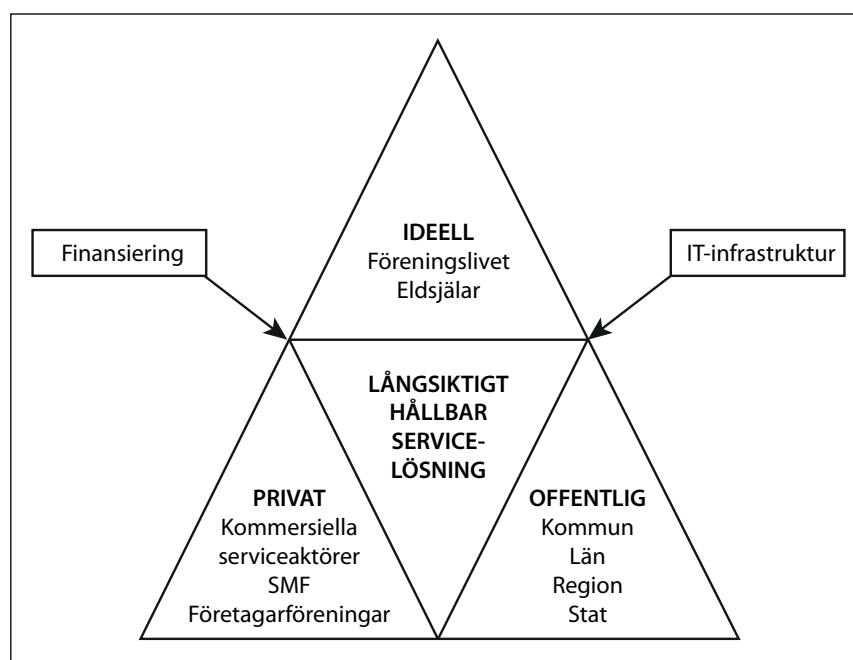 IDEELL
Föreningslivet
Eldsjälar
Finansiering
IT-infrastruktur
LÅNGSIKTIGT
HÅLLBAR
SERVICE-
LÖSNING
PRIVAT
Kommersiella
serviceaktörer
SMF
Företagarföreningar
OFFENTLIG
Kommun
Län
Region
Stat